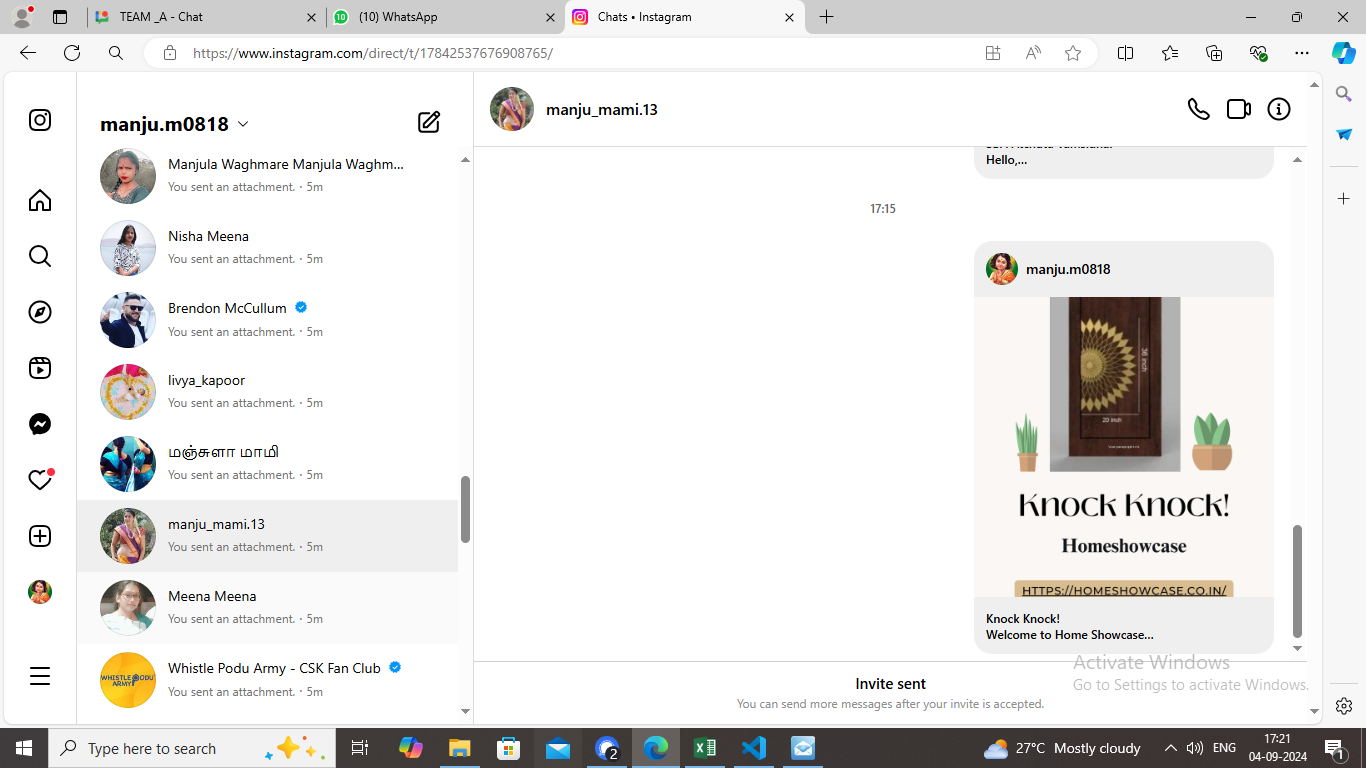 TEAM _A - Chat
(10) WhatsApp
Chats • Instagram
https://www.instagram.com/direct/t/17842537676908765/
manju.m0818
Manjula Waghmare Manjula Waghm...
You sent an attachment. · 5m
Nisha Meena
You sent an attachment. · 5m
Brendon McCullum
You sent an attachment. · 5m
livya_kapoor
You sent an attachment. · 5m
மஞ்சுளா மாமி
You sent an attachment. · 5m
manju_mami.13
You sent an attachment. · 5m
Meena Meena
You sent an attachment. · 5m
WHISTLE PODU ARMY
Whistle Podu Army - CSK Fan Club
You sent an attachment. · 5m
manju_mami.13
Hello,...
17:15
manju.m0818
36 inch
20 inch
Knock Knock!
Homeshowcase
HTTPS://HOMESHOWCASE.CO.IN/
Knock Knock!
Welcome to Home Showcase...
Invite sent
You can send more messages after your invite is accepted.
Activate Windows
Go to Settings to activate Windows.
Type here to search
2
27°C Mostly cloudy
ENG
17:21
04-09-2024
1